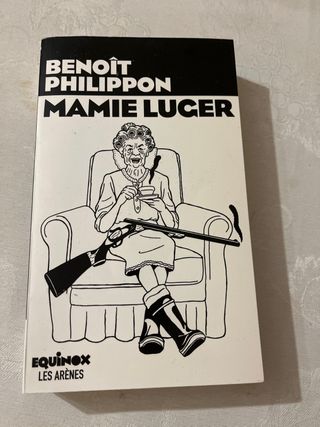 BENOÎT
PHILIPPON
MAMIE LUGER
EQUINOX
LES ARÈNES